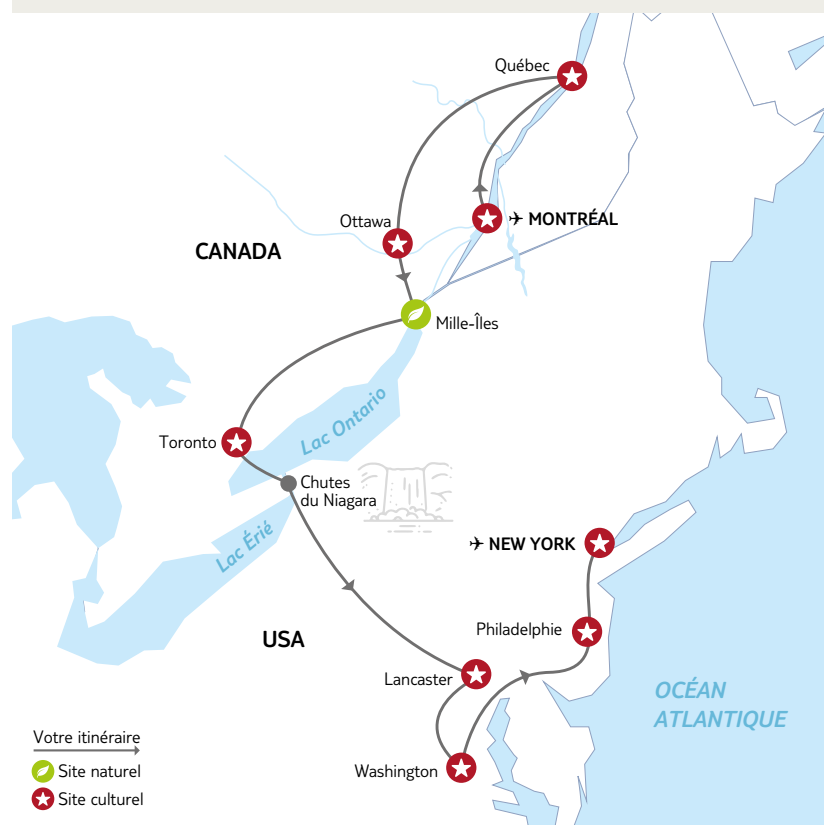 Québec
✈ MONTRÉAL
Ottawa
CANADA
Mille-Îles
Lac Ontario
Toronto
Chutes
du Niagara
Lac Érié
✈ NEW YORK
USA
Philadelphie
Lancaster
OCÉAN
ATLANTIQUE
Washington
Votre itinéraire
Site naturel
Site culturel